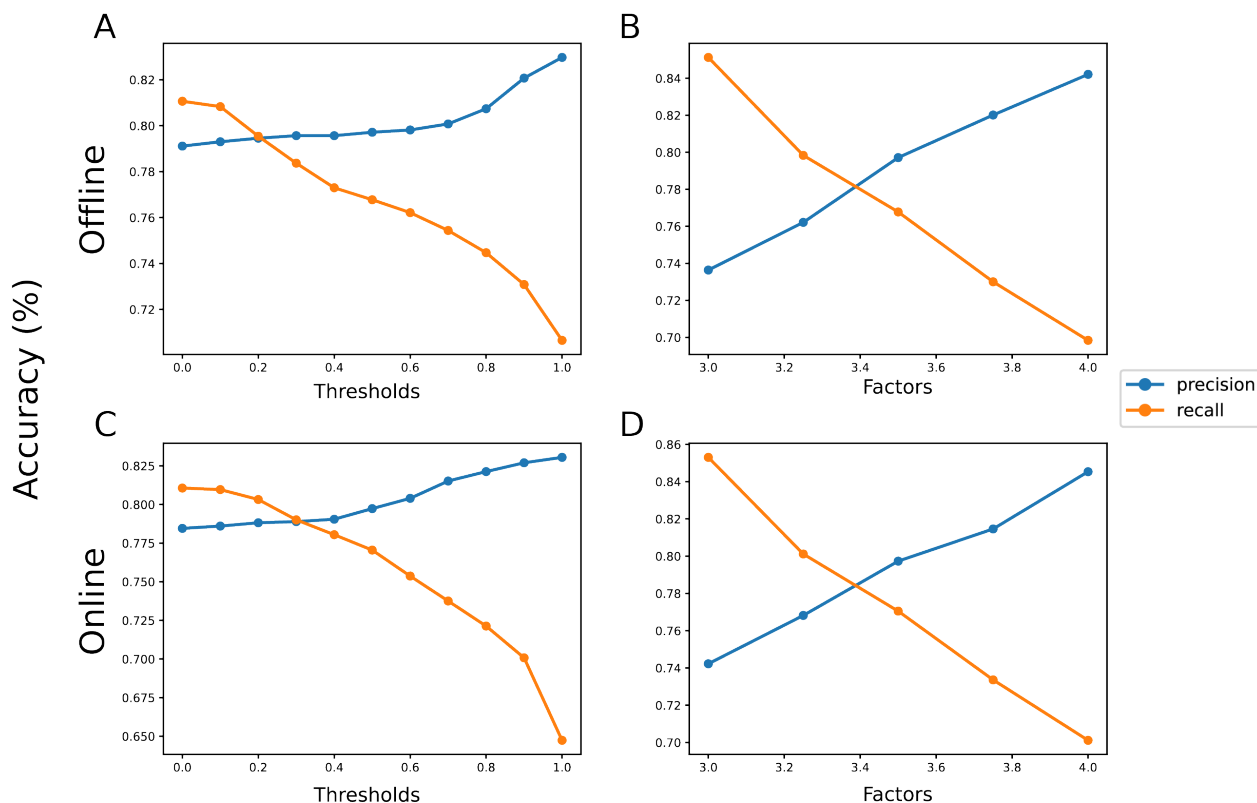 A
B
0.82
0.80
0.78
0.76
0.74
0.72
0.0 0.2 0.4 0.6 0.8 1.0
Thresholds
0.84
0.82
0.80
0.78
0.76
0.74
0.72
0.70
3.0 3.2 3.4 3.6 3.8 4.0
Factors
Offline
Accuracy (%)
precision
recall
C
D
0.825
0.800
0.775
0.750
0.725
0.700
0.675
0.650
0.0 0.2 0.4 0.6 0.8 1.0
Thresholds
0.86
0.84
0.82
0.80
0.78
0.76
0.74
0.72
0.70
3.0 3.2 3.4 3.6 3.8 4.0
Factors
Online